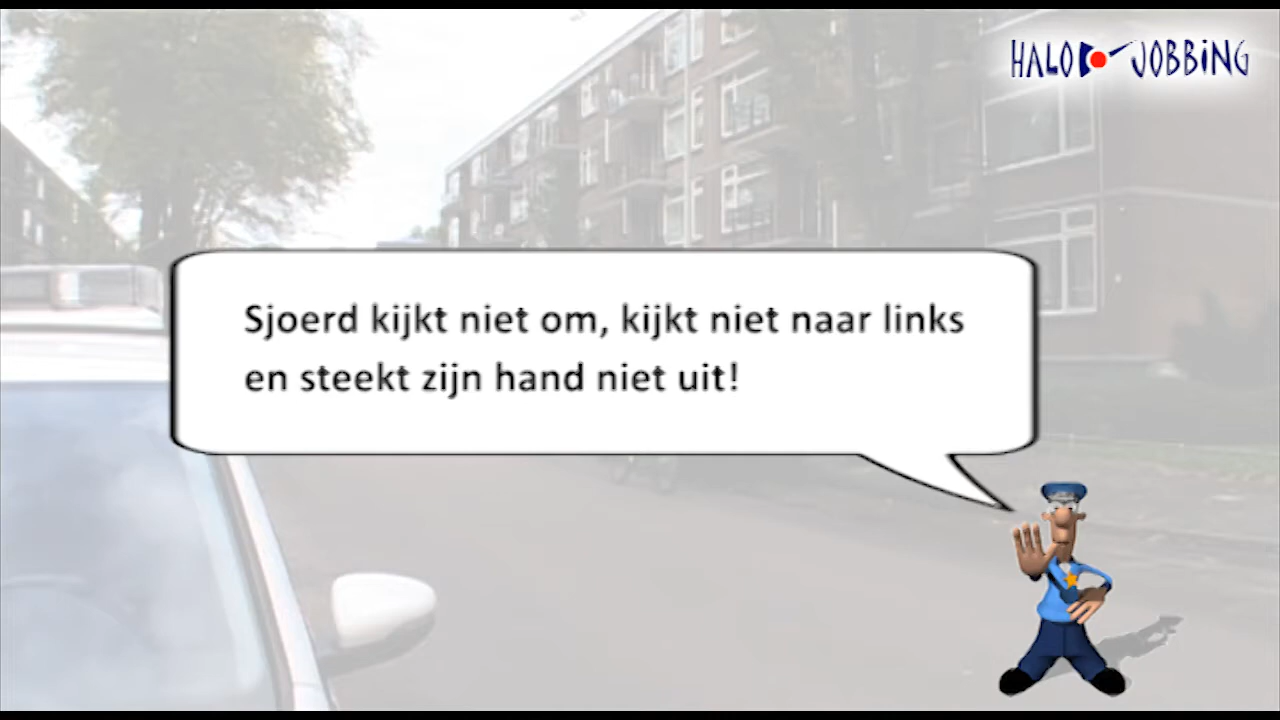 HALO JOBBING
Sjoerd kijkt niet om, kijkt niet naar links
en steekt zijn hand niet uit!